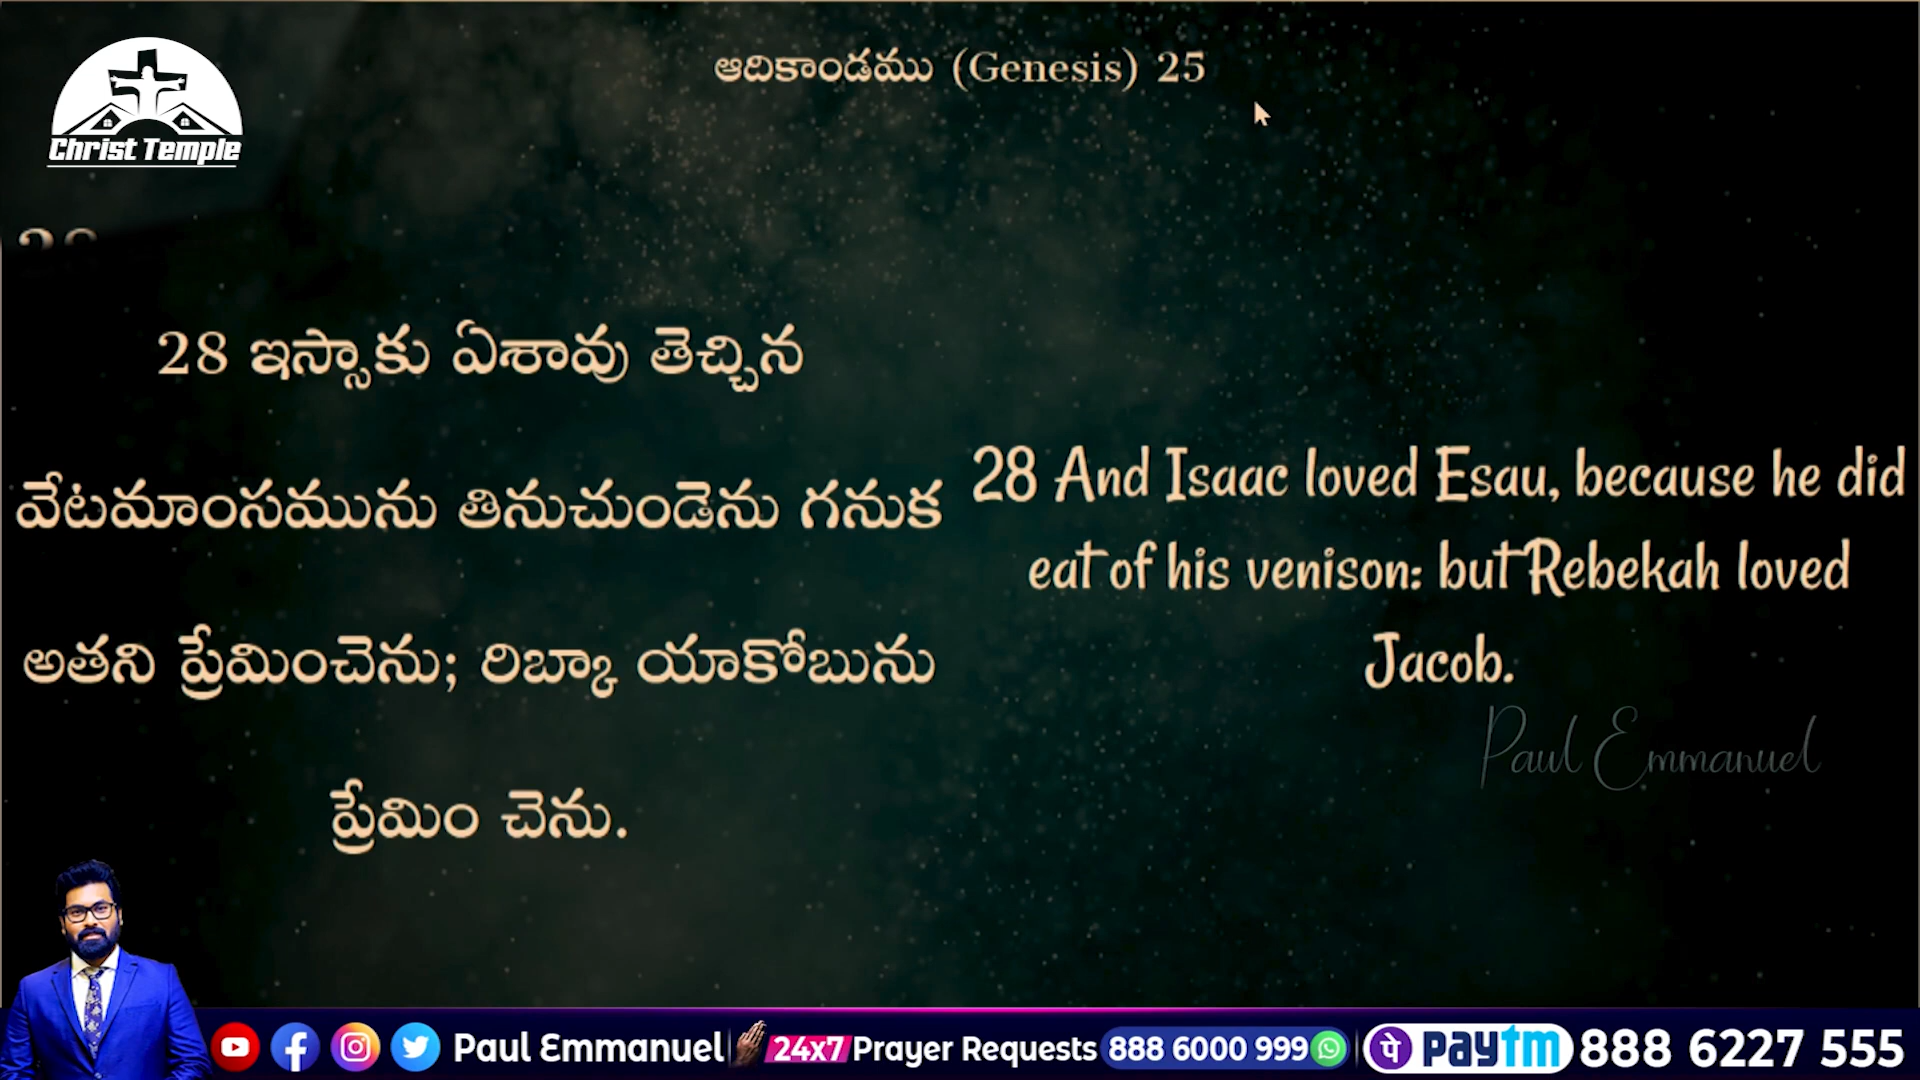 Christ Temple
ఆదికాండము (Genesis) 25
28 ఇస్సాకు ఏశావు తెచ్చిన
వేటమాంసమును తినుచుండెను గనుక
అతని ప్రేమించెను; రిబ్కా యాకోబును
ప్రేమిం చెను.
28 And Isaac loved Esau, because he did
eat of his venison: but Rebekah loved
Jacob.
Paul Emmanuel
Paul Emmanuel 24x7 Prayer Requests 888 6000 999 पे paytm 888 6227 555